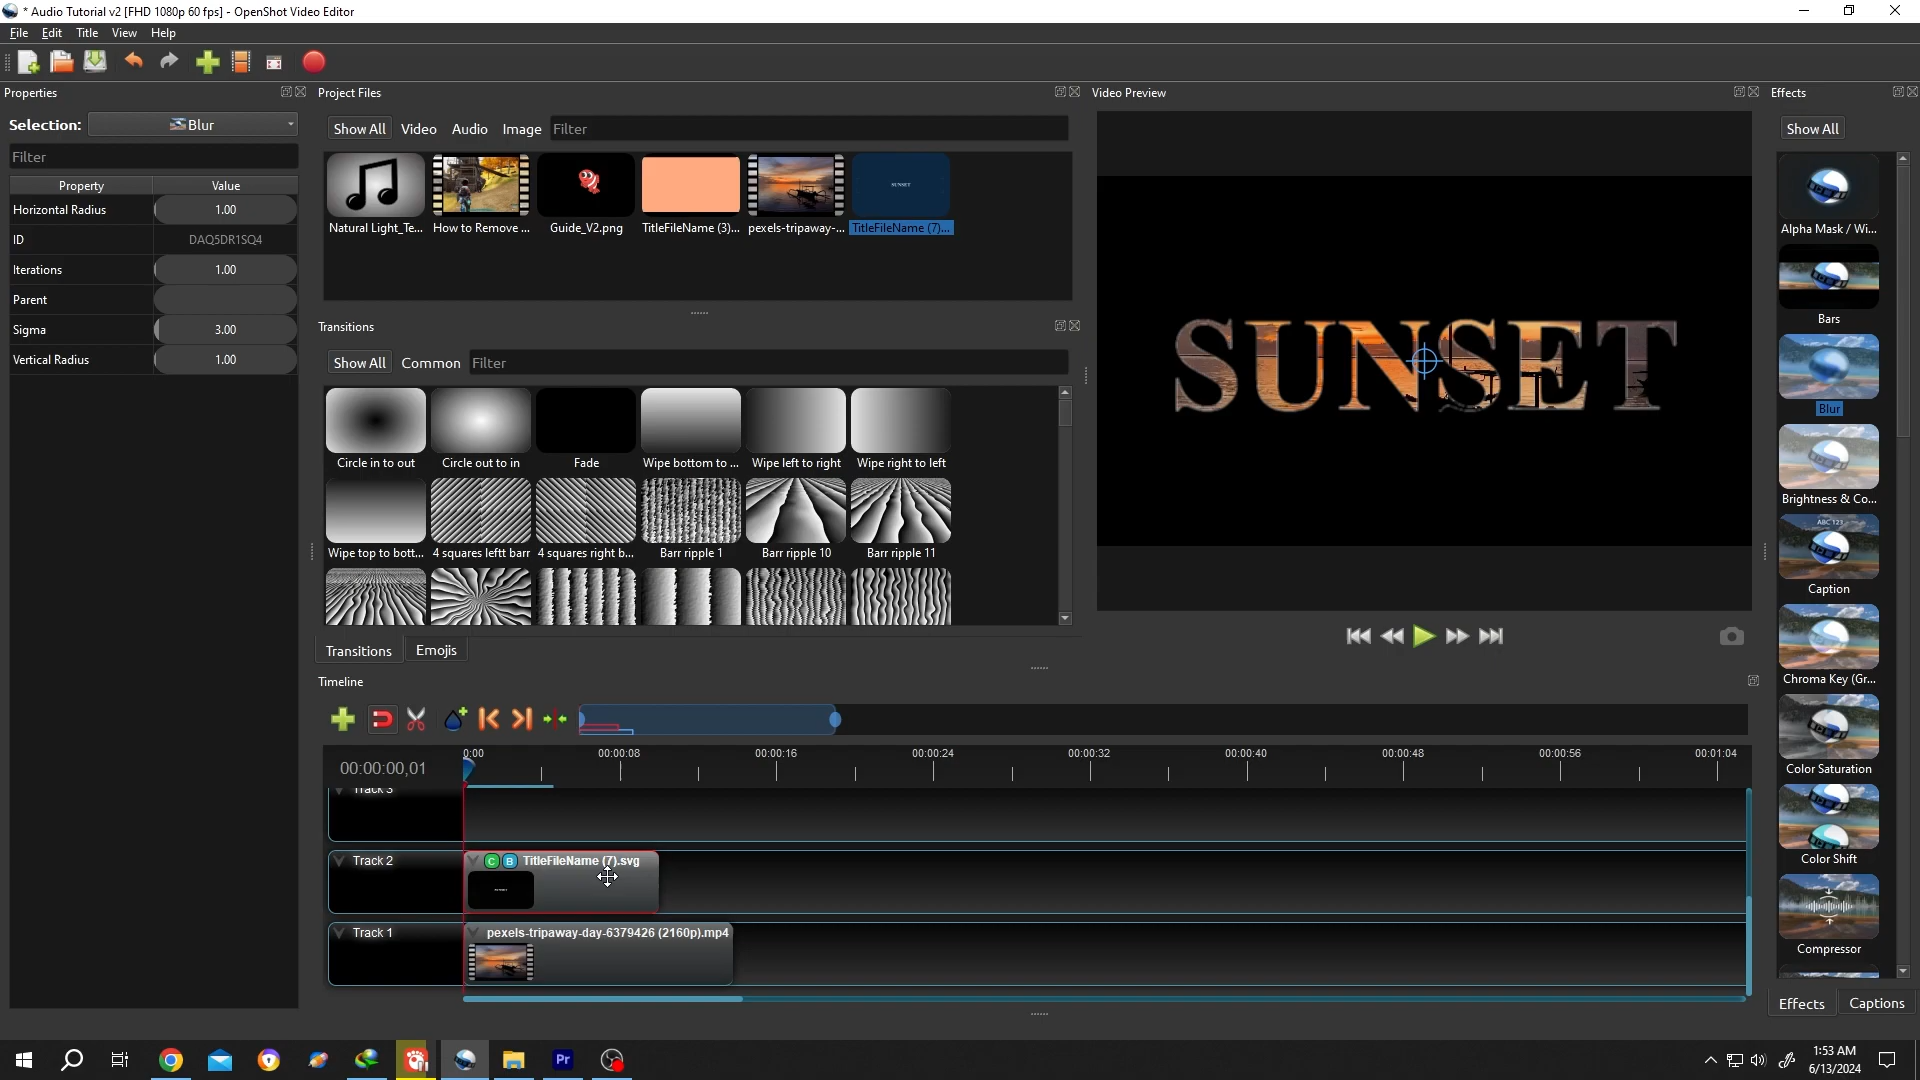 * Audio Tutorial v2 [FHD 1080p 60 fps] - OpenShot Video Editor
File Edit Title View Help
Properties
Selection: Blur
Filter
Property Value
Horizontal Radius 1.00
ID DAQ5DR1SQ4
Iterations 1.00
Parent
Sigma 3.00
Vertical Radius 1.00
Project Files
Show All Video Audio Image Filter
SUNSET
Natural Light_Te... How to Remove ... Guide_V2.png TitleFileName (3)... pexels-tripaway-... TitleFileName (7)...
Transitions
Show All Common Filter
Circle in to out Circle out to in Fade Wipe bottom to ... Wipe left to right Wipe right to left
Wipe top to bott... 4 squares leftt barr 4 squares right b... Barr ripple 1 Barr ripple 10 Barr ripple 11
Transitions Emojis
Video Preview
SUNSET
Effects
Show All
Alpha Mask / Wi...
Bars
Blur
Brightness & Co...
ABC 123
Caption
Chroma Key (Gr...
Color Saturation
Color Shift
Compressor
Effects Captions
Timeline
00:00:00,01
0:00 00:00:08 00:00:16 00:00:24 00:00:32 00:00:40 00:00:48 00:00:56 00:01:04
Track 3
Track 2
C B TitleFileName (7).svg
Track 1
pexels-tripaway-day-6379426 (2160p).mp4
Pr
1:53 AM
6/13/2024